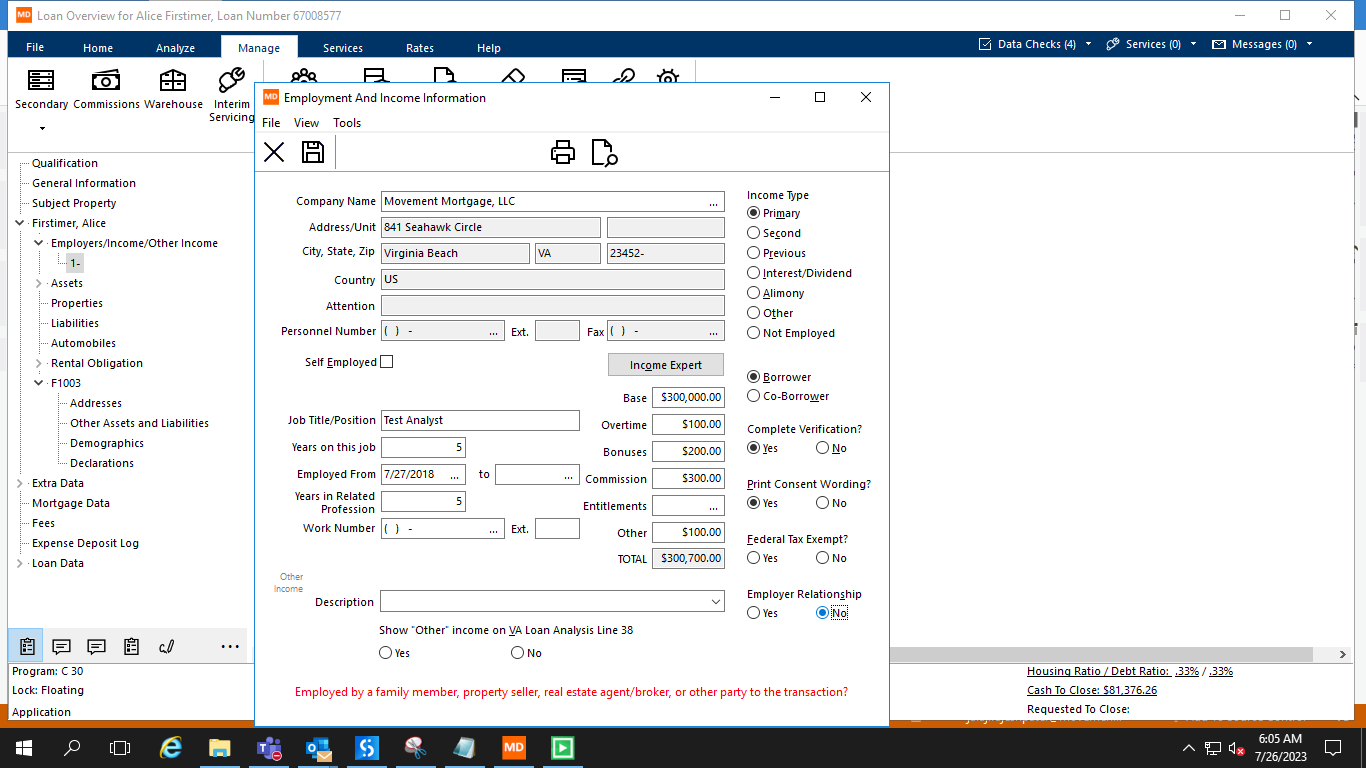 MD Loan Overview for Alice Firstimer, Loan Number 67008577
File Home Analyze Manage Services Rates Help Data Checks (4) Services (0) Messages (0)
Secondary Commissions Warehouse Interim Servicing
MD Employment And Income Information
File View Tools
Qualification
General Information
Subject Property
Firstimer, Alice
Employers/Income/Other Income
1-
Assets
Properties
Liabilities
Automobiles
Rental Obligation
F1003
Addresses
Other Assets and Liabilities
Demographics
Declarations
Extra Data
Mortgage Data
Fees
Expense Deposit Log
Loan Data
Company Name Movement Mortgage, LLC ...
Address/Unit 841 Seahawk Circle
City, State, Zip Virginia Beach VA 23452-
Country US
Attention
Personnel Number ( ) - ... Ext. Fax ( ) - ...
Self Employed
Income Expert
Base $300,000.00
Job Title/Position Test Analyst
Overtime $100.00
Years on this job 5
Bonuses $200.00
Employed From 7/27/2018 ... to ...
Commission $300.00
Years in Related Profession 5
Entitlements ...
Work Number ( ) - ... Ext.
Other $100.00
TOTAL $300,700.00
Other Income
Description
Show "Other" income on VA Loan Analysis Line 38
Yes No
Employed by a family member, property seller, real estate agent/broker, or other party to the transaction?
Income Type
Primary
Second
Previous
Interest/Dividend
Alimony
Other
Not Employed
Borrower
Co-Borrower
Complete Verification?
Yes No
Print Consent Wording?
Yes No
Federal Tax Exempt?
Yes No
Employer Relationship
Yes No
Program: C 30
Lock: Floating
Application
Housing Ratio / Debt Ratio: .33% / .33%
Cash To Close: $81,376.26
Requested To Close:
MD
6:05 AM
7/26/2023